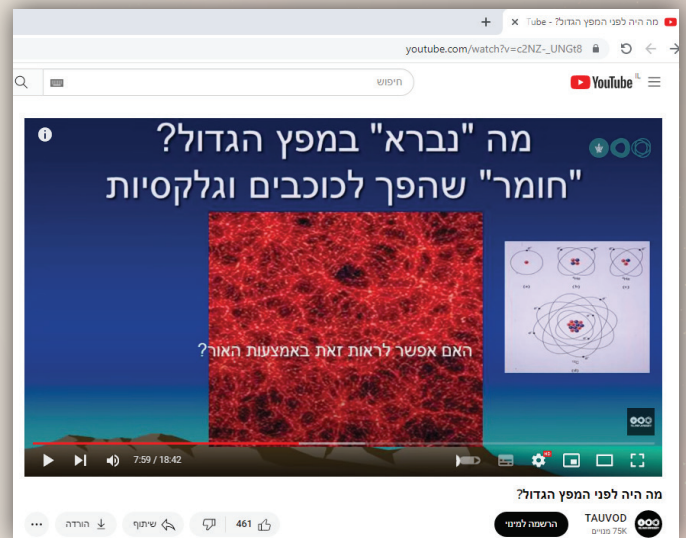 מה היה לפני המפץ הגדול? - Tube
youtube.com/watch?v=c2NZ-_UNGt8
YouTube IL
חיפוש
מה "נברא" במפץ הגדול?
"חומר" שהפך לכוכבים וגלקסיות
האם אפשר לראות זאת באמצעות האור?
7:59 / 18:42
HD
מה היה לפני המפץ הגדול?
TAUVOD
75K מנויים
הרשמה למינוי
461
שיתוף
הורדה